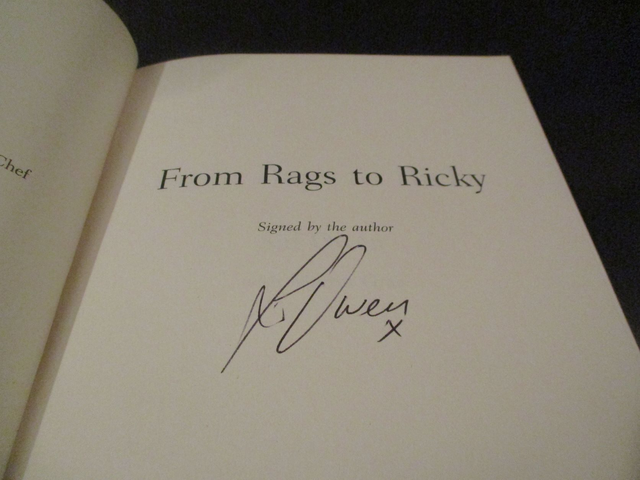 Chef
From Rags to Ricky
Signed by the author
Owen
x